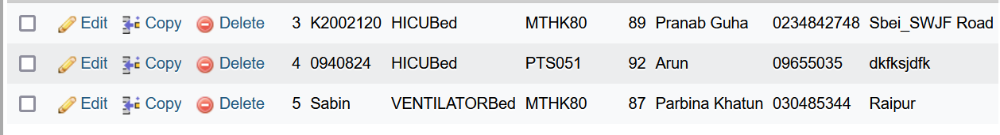 Edit Copy Delete 3 K2002120 HICUBed MTHK80 89 Pranab Guha 0234842748 Sbei_SWJF Road
Edit Copy Delete 4 0940824 HICUBed PTS051 92 Arun 09655035 dkfksjdfk
Edit Copy Delete 5 Sabin VENTILATORBed MTHK80 87 Parbina Khatun 030485344 Raipur